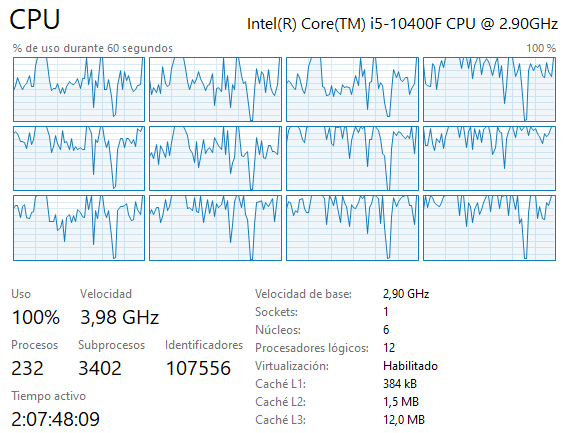 CPU
Intel(R) Core(TM) i5-10400F CPU @ 2.90GHz
% de uso durante 60 segundos
100 %
Uso
Velocidad
100%
3,98 GHz
Procesos
Subprocesos
Identificadores
232
3402
107556
Tiempo activo
2:07:48:09
Velocidad de base: 2,90 GHz
Sockets: 1
Núcleos: 6
Procesadores lógicos: 12
Virtualización: Habilitado
Caché L1: 384 kB
Caché L2: 1,5 MB
Caché L3: 12,0 MB